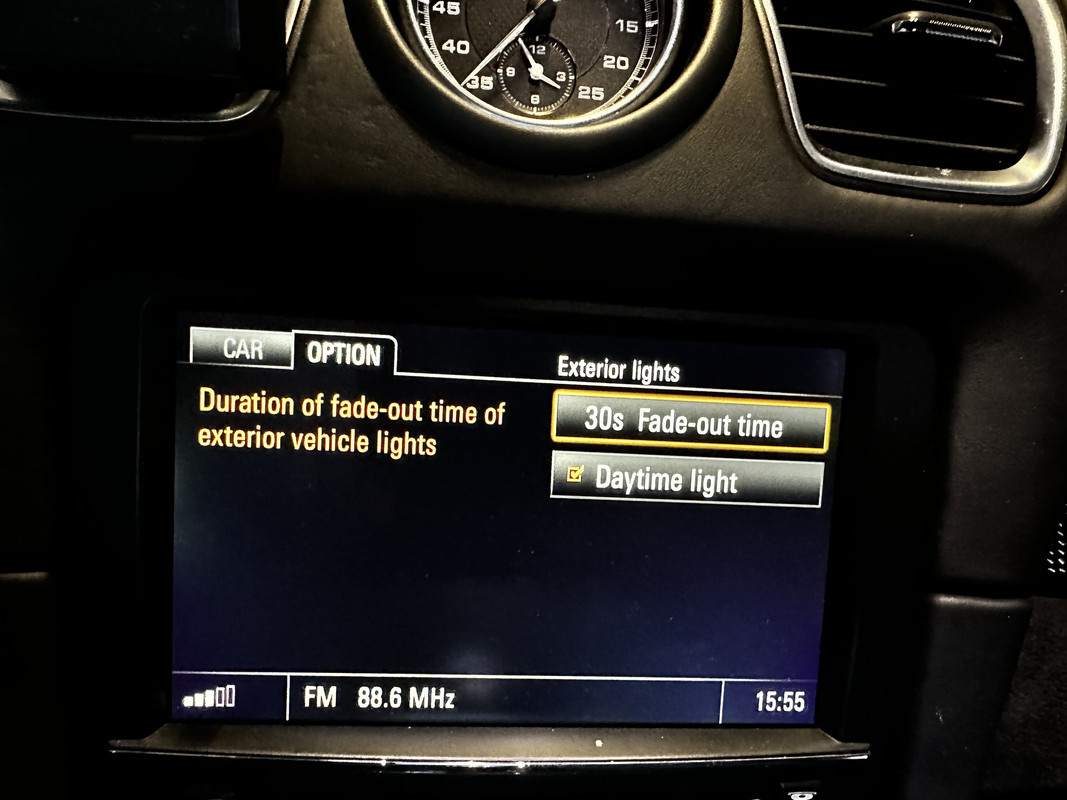 45
15
40
20
35
25
12
9
3
6
CAR
OPTION
Exterior lights
Duration of fade-out time of
exterior vehicle lights
30s Fade-out time
Daytime light
FM 88.6 MHz
15:55